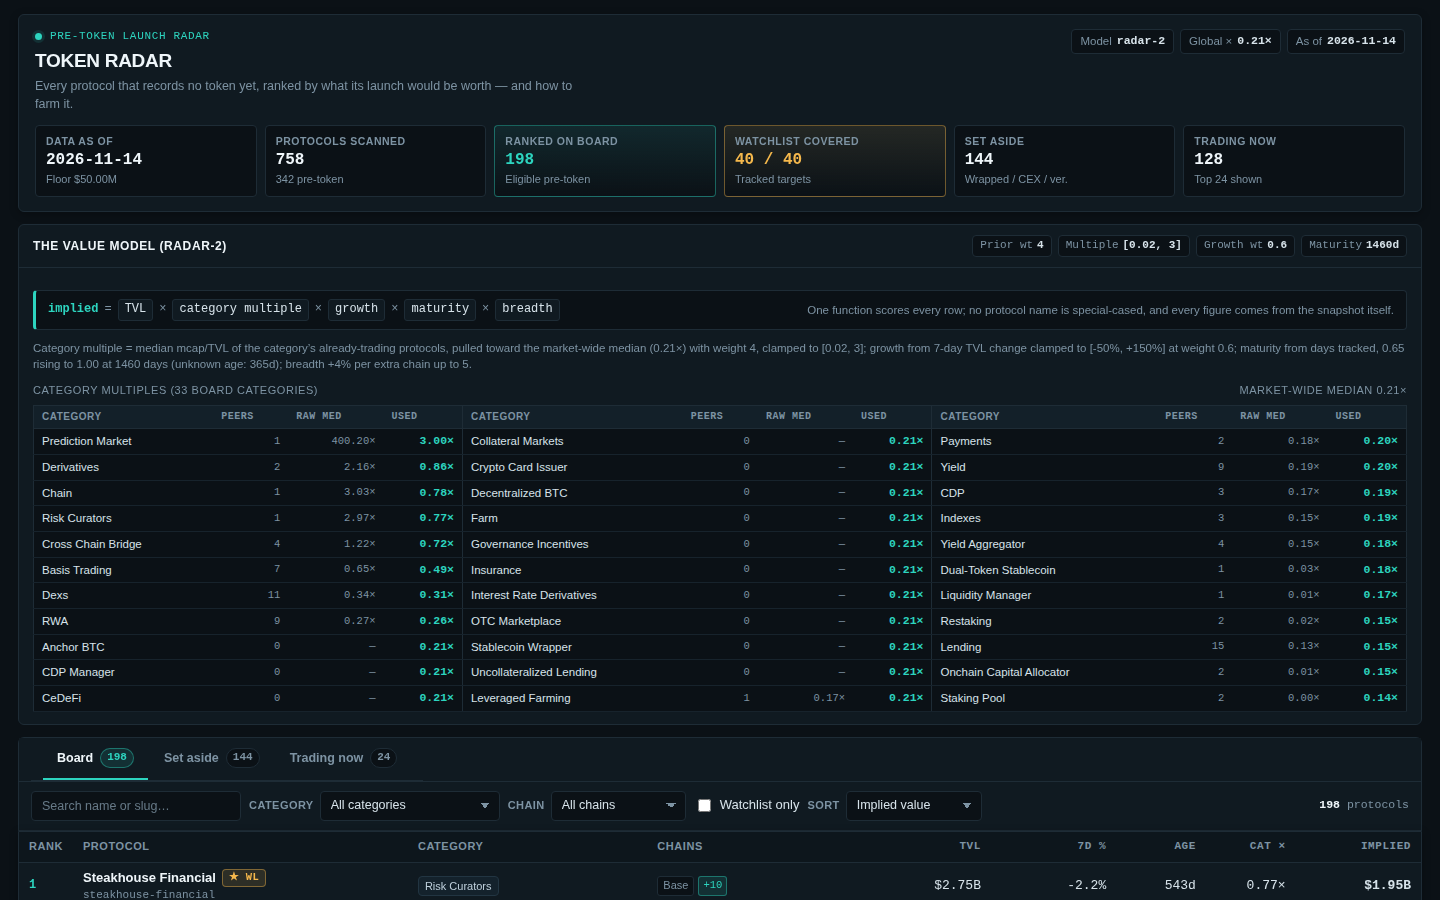 PRE-TOKEN LAUNCH RADAR
Model radar-2 Global × 0.21× As of 2026-11-14
TOKEN RADAR
Every protocol that records no token yet, ranked by what its launch would be worth — and how to
farm it.
DATA AS OF
2026-11-14
Floor $50.00M
PROTOCOLS SCANNED
758
342 pre-token
RANKED ON BOARD
198
Eligible pre-token
WATCHLIST COVERED
40 / 40
Tracked targets
SET ASIDE
144
Wrapped / CEX / ver.
TRADING NOW
128
Top 24 shown
THE VALUE MODEL (RADAR-2)
Prior wt 4 Multiple [0.02, 3] Growth wt 0.6 Maturity 1460d
implied = TVL × category multiple × growth × maturity × breadth
One function scores every row; no protocol name is special-cased, and every figure comes from the snapshot itself.
Category multiple = median mcap/TVL of the category's already-trading protocols, pulled toward the market-wide median (0.21×) with weight 4, clamped to [0.02, 3]; growth from 7-day TVL change clamped to [-50%, +150%] at weight 0.6; maturity from days tracked, 0.65
rising to 1.00 at 1460 days (unknown age: 365d); breadth +4% per extra chain up to 5.
CATEGORY MULTIPLES (33 BOARD CATEGORIES) MARKET-WIDE MEDIAN 0.21×
CATEGORY PEERS RAW MED USED CATEGORY PEERS RAW MED USED CATEGORY PEERS RAW MED USED
Prediction Market 1 400.20× 3.00× Collateral Markets 0 — 0.21× Payments 2 0.18× 0.20×
Derivatives 2 2.16× 0.86× Crypto Card Issuer 0 — 0.21× Yield 9 0.19× 0.20×
Chain 1 3.03× 0.78× Decentralized BTC 0 — 0.21× CDP 3 0.17× 0.19×
Risk Curators 1 2.97× 0.77× Farm 0 — 0.21× Indexes 3 0.15× 0.19×
Cross Chain Bridge 4 1.22× 0.72× Governance Incentives 0 — 0.21× Yield Aggregator 4 0.15× 0.18×
Basis Trading 7 0.65× 0.49× Insurance 0 — 0.21× Dual-Token Stablecoin 1 0.03× 0.18×
Dexs 11 0.34× 0.31× Interest Rate Derivatives 0 — 0.21× Liquidity Manager 1 0.01× 0.17×
RWA 9 0.27× 0.26× OTC Marketplace 0 — 0.21× Restaking 2 0.02× 0.15×
Anchor BTC 0 — 0.21× Stablecoin Wrapper 0 — 0.21× Lending 15 0.13× 0.15×
CDP Manager 0 — 0.21× Uncollateralized Lending 0 — 0.21× Onchain Capital Allocator 2 0.01× 0.15×
CeDeFi 0 — 0.21× Leveraged Farming 1 0.17× 0.21× Staking Pool 2 0.00× 0.14×
Board 198 Set aside 144 Trading now 24
Search name or slug… CATEGORY All categories CHAIN All chains Watchlist only SORT Implied value 198 protocols
RANK PROTOCOL CATEGORY CHAINS TVL 7D % AGE CAT × IMPLIED
1 Steakhouse Financial ★ WL Risk Curators Base +10 $2.75B -2.2% 543d 0.77× $1.95B
steakhouse-financial